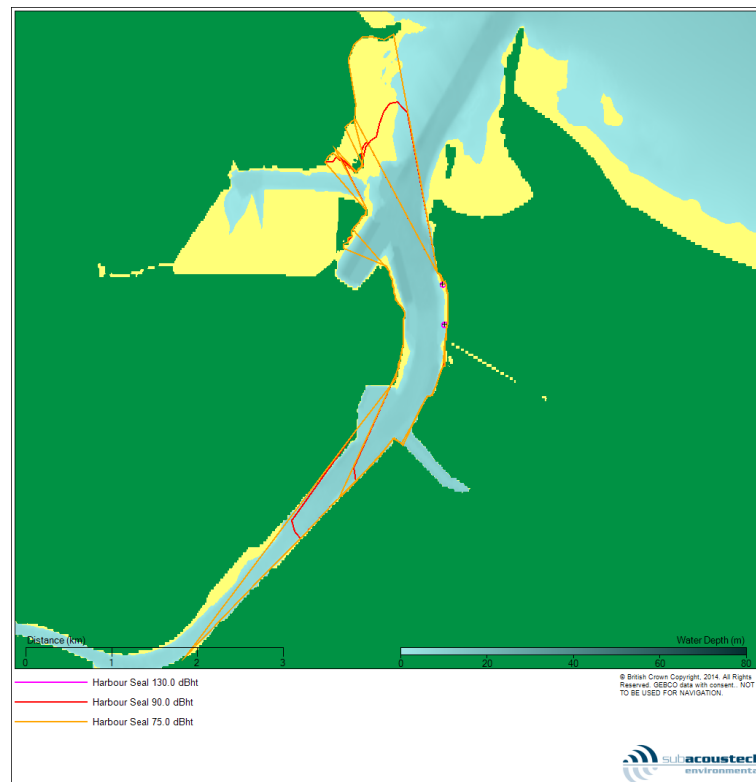 Distance (km)
0 1 2 3
Water Depth (m)
0 20 40 60 80
Harbour Seal 130.0 dBht
Harbour Seal 90.0 dBht
Harbour Seal 75.0 dBht
© British Crown Copyright, 2014. All Rights
Reserved. GEBCO data with consent.. NOT
TO BE USED FOR NAVIGATION.
subacoustech
environmenta